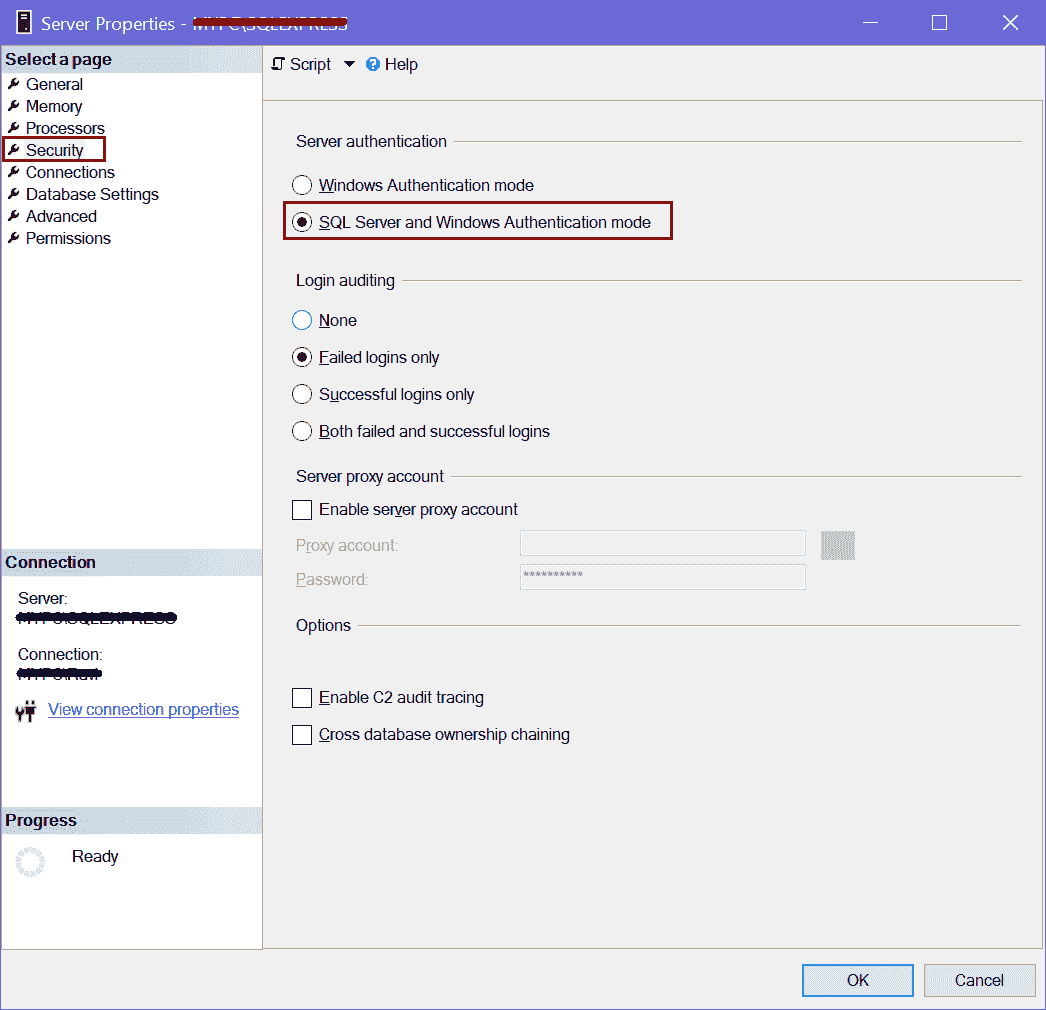 Server Properties -
Select a page
General
Memory
Processors
Security
Connections
Database Settings
Advanced
Permissions
Connection
Server:
Connection:
View connection properties
Progress
Ready
Script
Help
Server authentication
Windows Authentication mode
SQL Server and Windows Authentication mode
Login auditing
None
Failed logins only
Successful logins only
Both failed and successful logins
Server proxy account
Enable server proxy account
Proxy account:
Password:
**********
Options
Enable C2 audit tracing
Cross database ownership chaining
OK
Cancel